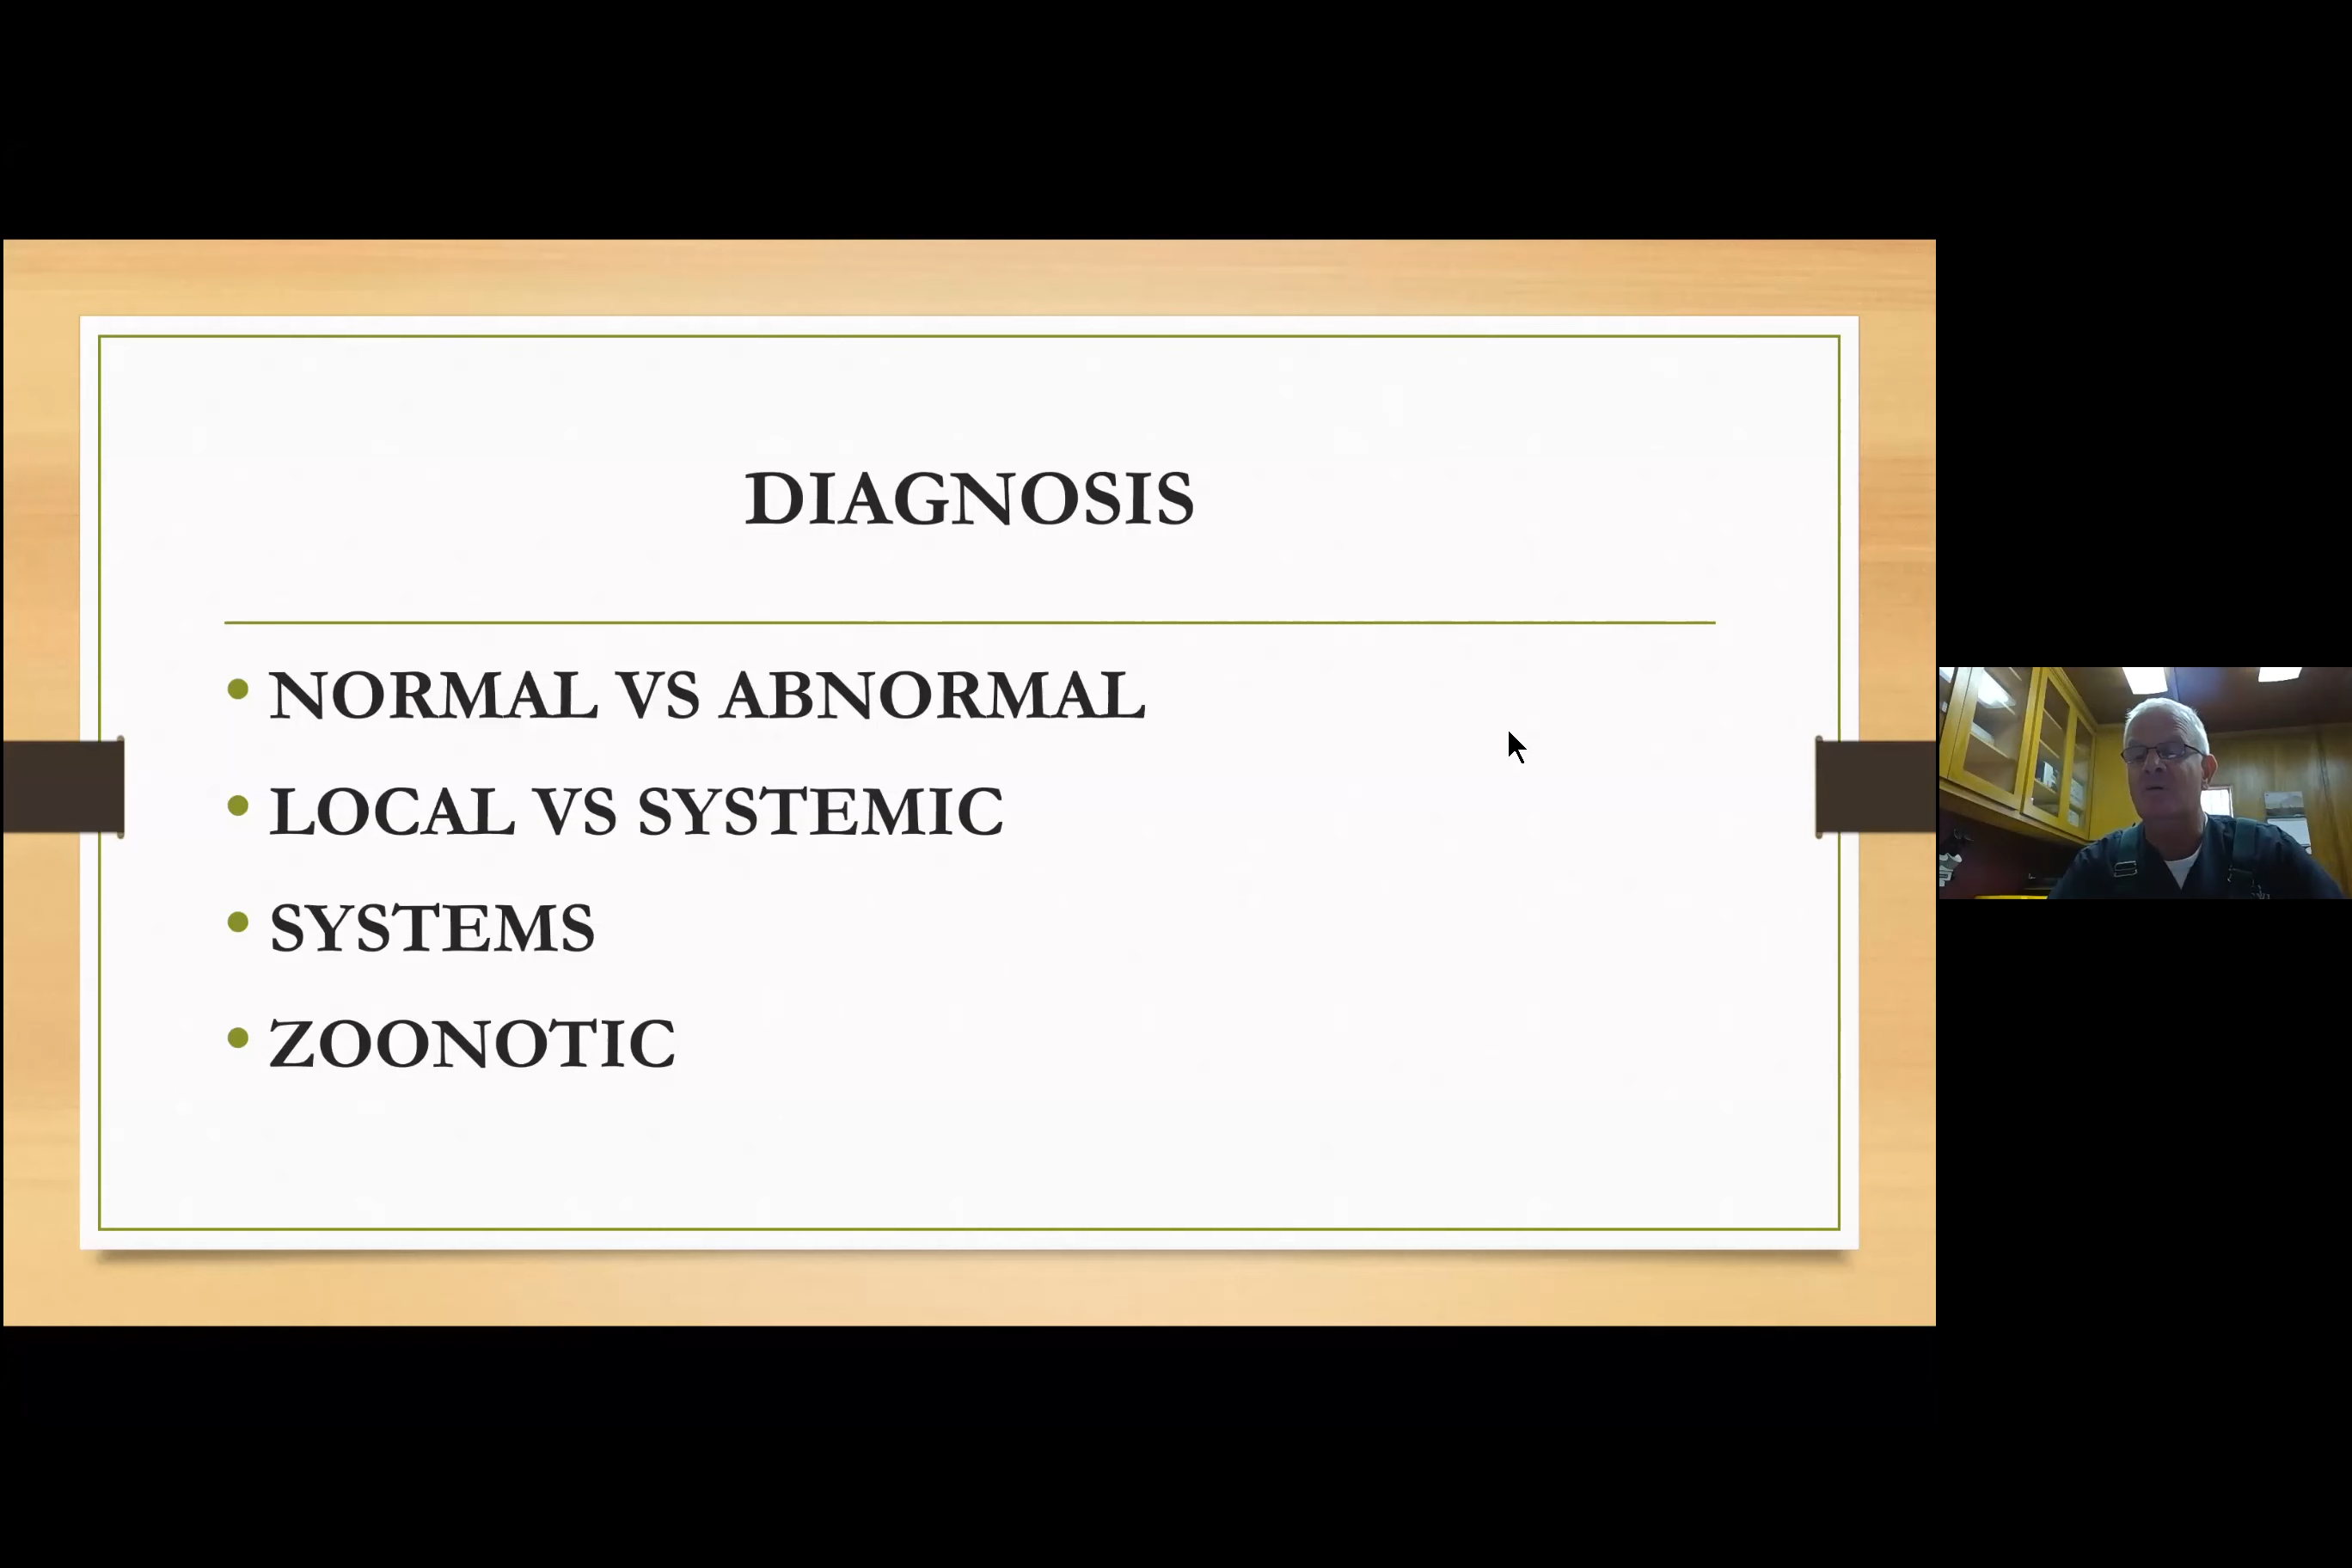 DIAGNOSIS
NORMAL VS ABNORMAL
LOCAL VS SYSTEMIC
SYSTEMS
ZOONOTIC